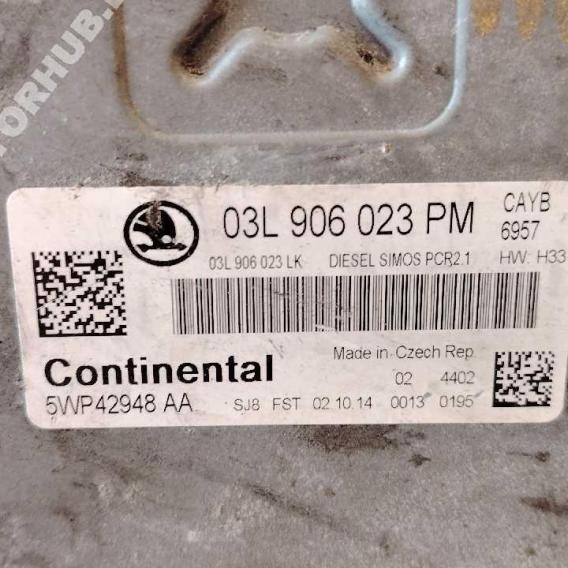 TORHUB.
03L 906 023 PM
CAYB
6957
03L 906 023 LK DIESEL SIMOS PCR2.1 HW: H33
Continental
Made in Czech Rep.
02 4402
5WP42948 AA SJ8 FST 02.10.14 0013 0195